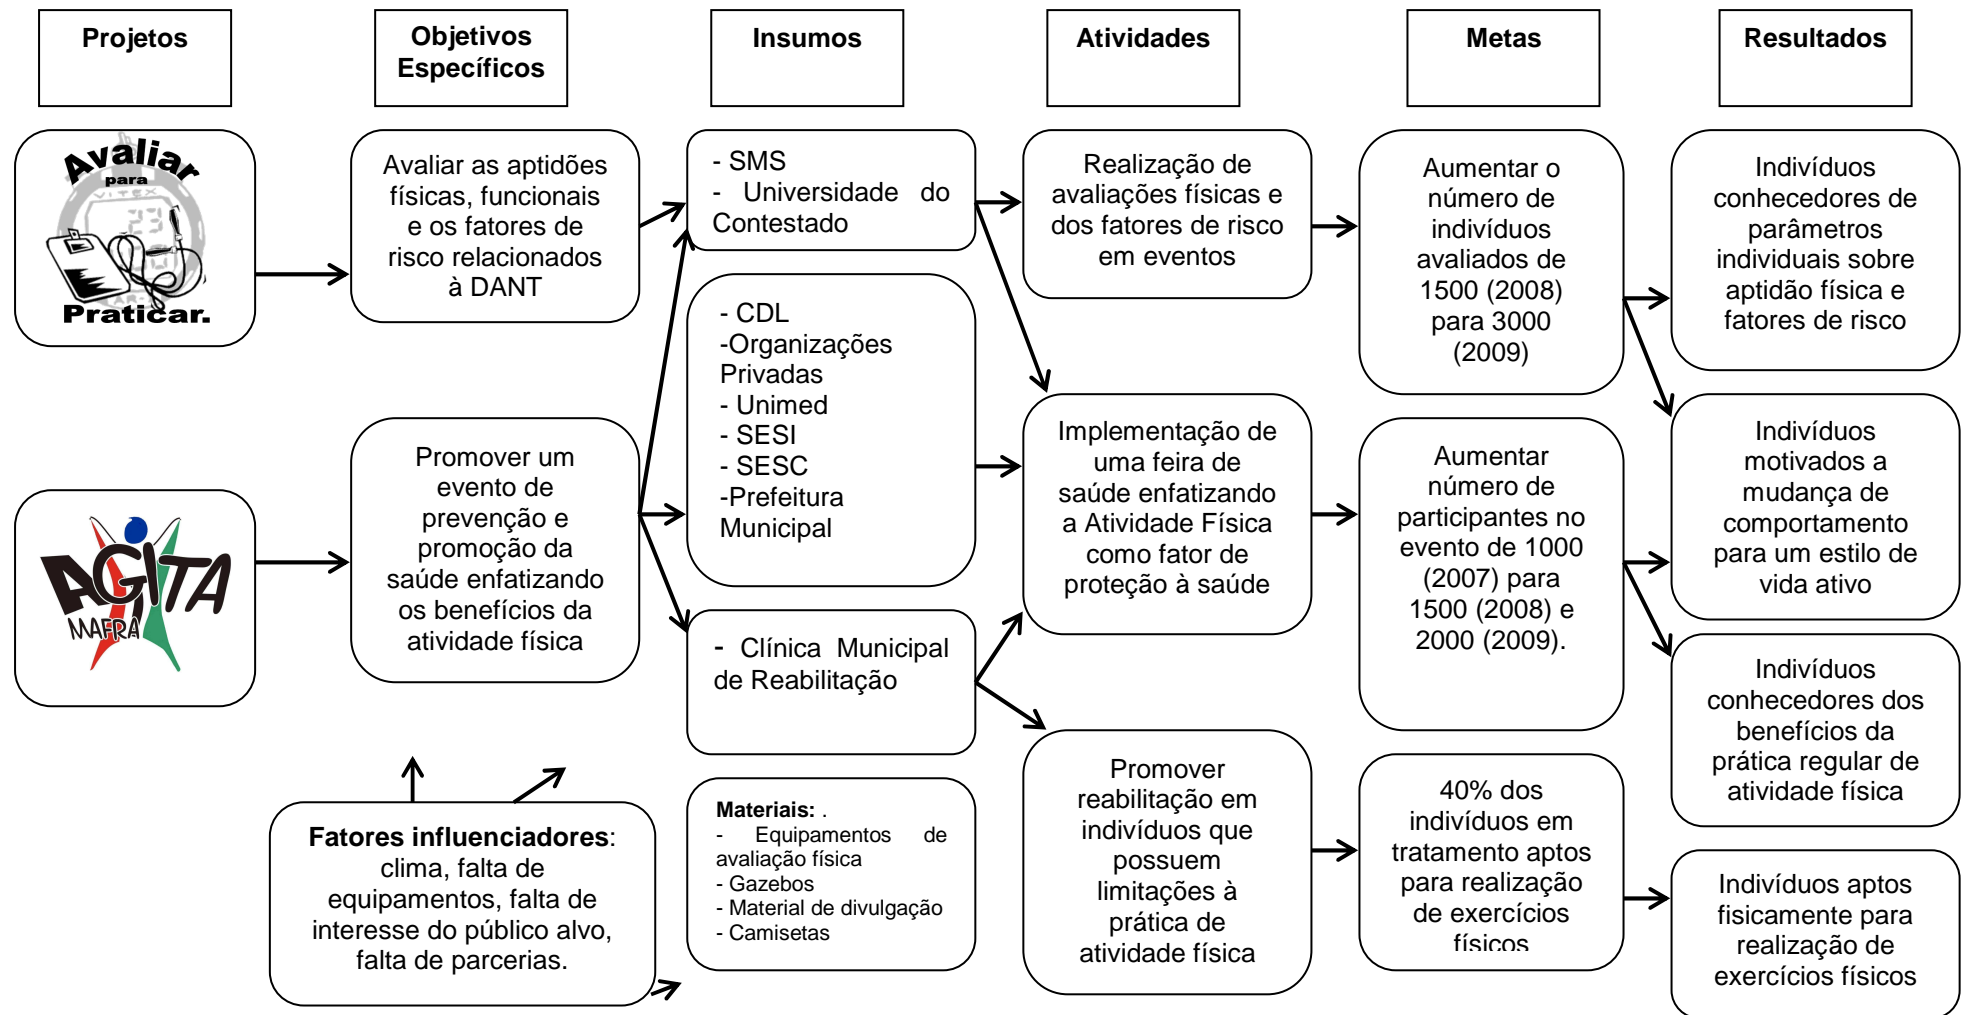 Projetos
Objetivos
Específicos
Insumos
Atividades
Metas
Resultados
Avaliar
para
VITEX
23
Praticar.
Avaliar as aptidões
físicas, funcionais
e os fatores de
risco relacionados
à DANT
- SMS
- Universidade do
Contestado
Realização de
avaliações físicas e
dos fatores de risco
em eventos
Aumentar o
número de
indivíduos
avaliados de
1500 (2008)
para 3000
(2009)
Indivíduos
conhecedores de
parâmetros
individuais sobre
aptidão física e
fatores de risco
AGITA
MAFRA
Promover um
evento de
prevenção e
promoção da
saúde enfatizando
os benefícios da
atividade física
- CDL
-Organizações
Privadas
- Unimed
- SESI
- SESC
-Prefeitura
Municipal
Implementação de
uma feira de
saúde enfatizando
a Atividade Física
como fator de
proteção à saúde
Aumentar
número de
participantes no
evento de 1000
(2007) para
1500 (2008) e
2000 (2009).
Indivíduos
motivados a
mudança de
comportamento
para um estilo de
vida ativo
- Clínica Municipal
de Reabilitação
Indivíduos
conhecedores dos
benefícios da
prática regular de
atividade física
Fatores influenciadores:
clima, falta de
equipamentos, falta de
interesse do público alvo,
falta de parcerias.
Materiais: .
- Equipamentos de
avaliação física
- Gazebos
- Material de divulgação
- Camisetas
Promover
reabilitação em
indivíduos que
possuem
limitações à
prática de
atividade física
40% dos
indivíduos em
tratamento aptos
para realização
de exercícios
físicos
Indivíduos aptos
fisicamente para
realização de
exercícios físicos